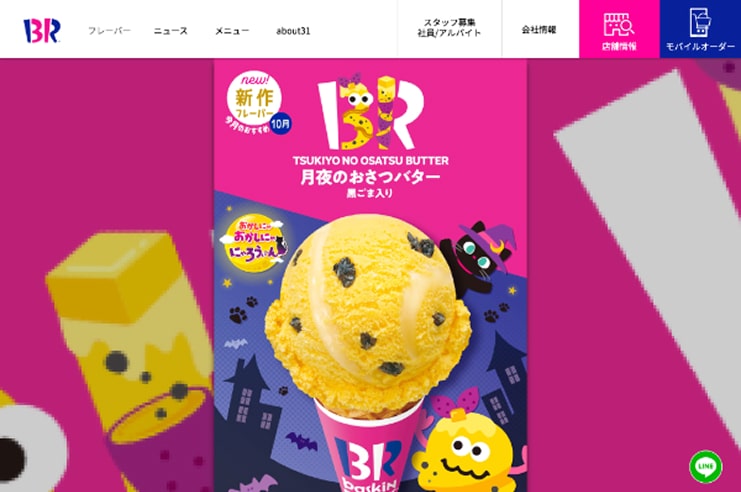 BR
フレーバー
ニュース
メニュー
about31
スタッフ募集
社員/アルバイト
会社情報
店舗情報
モバイルオーダー
new!
新作
フレーバー
今月のおすすめ
10月
BR
TSUKIYO NO OSATSU BUTTER
月夜のおさつバター
黒ごま入り
おかしにゃ
おかしにゃ
にゃろうぃん
BR
baskin
LINE